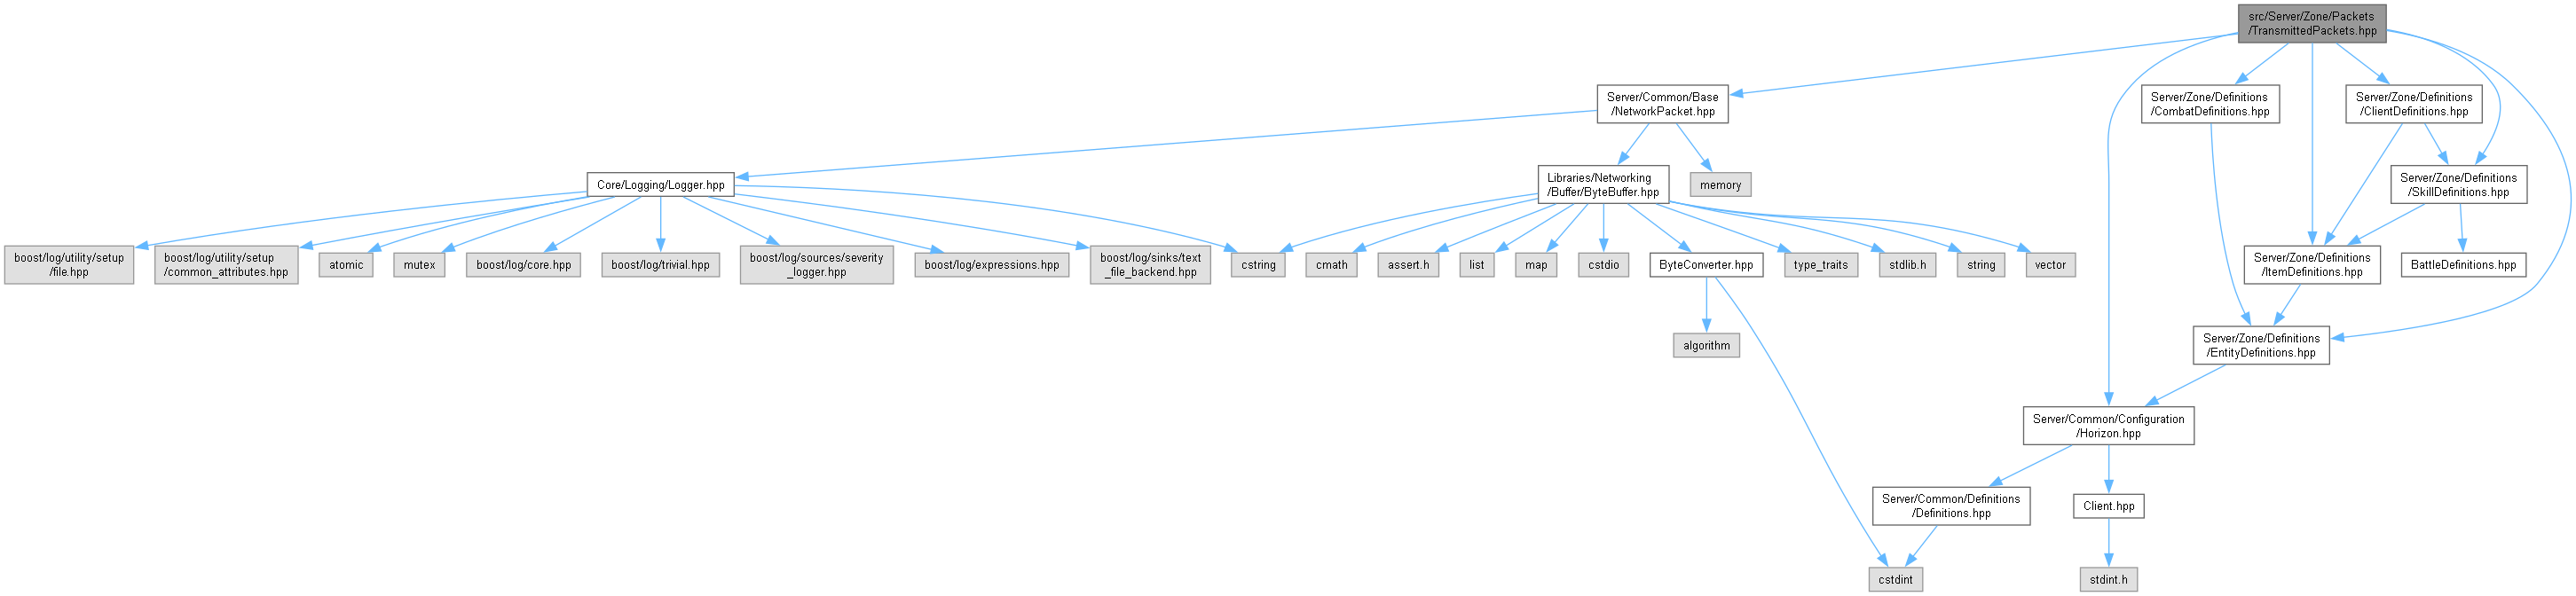 src/Server/Zone/Packets
/TransmittedPackets.hpp
Server/Common/Base
/NetworkPacket.hpp
Server/Zone/Definitions
/CombatDefinitions.hpp
Server/Zone/Definitions
/ClientDefinitions.hpp
Core/Logging/Logger.hpp
Libraries/Networking
/Buffer/ByteBuffer.hpp
memory
Server/Zone/Definitions
/SkillDefinitions.hpp
boost/log/utility/setup
/file.hpp
boost/log/utility/setup
/common_attributes.hpp
atomic
mutex
boost/log/core.hpp
boost/log/trivial.hpp
boost/log/sources/severity
_logger.hpp
boost/log/expressions.hpp
boost/log/sinks/text
_file_backend.hpp
cstring
cmath
assert.h
list
map
cstdio
ByteConverter.hpp
type_traits
stdlib.h
string
vector
Server/Zone/Definitions
/ItemDefinitions.hpp
BattleDefinitions.hpp
algorithm
Server/Zone/Definitions
/EntityDefinitions.hpp
Server/Common/Configuration
/Horizon.hpp
Server/Common/Definitions
/Definitions.hpp
Client.hpp
cstdint
stdint.h